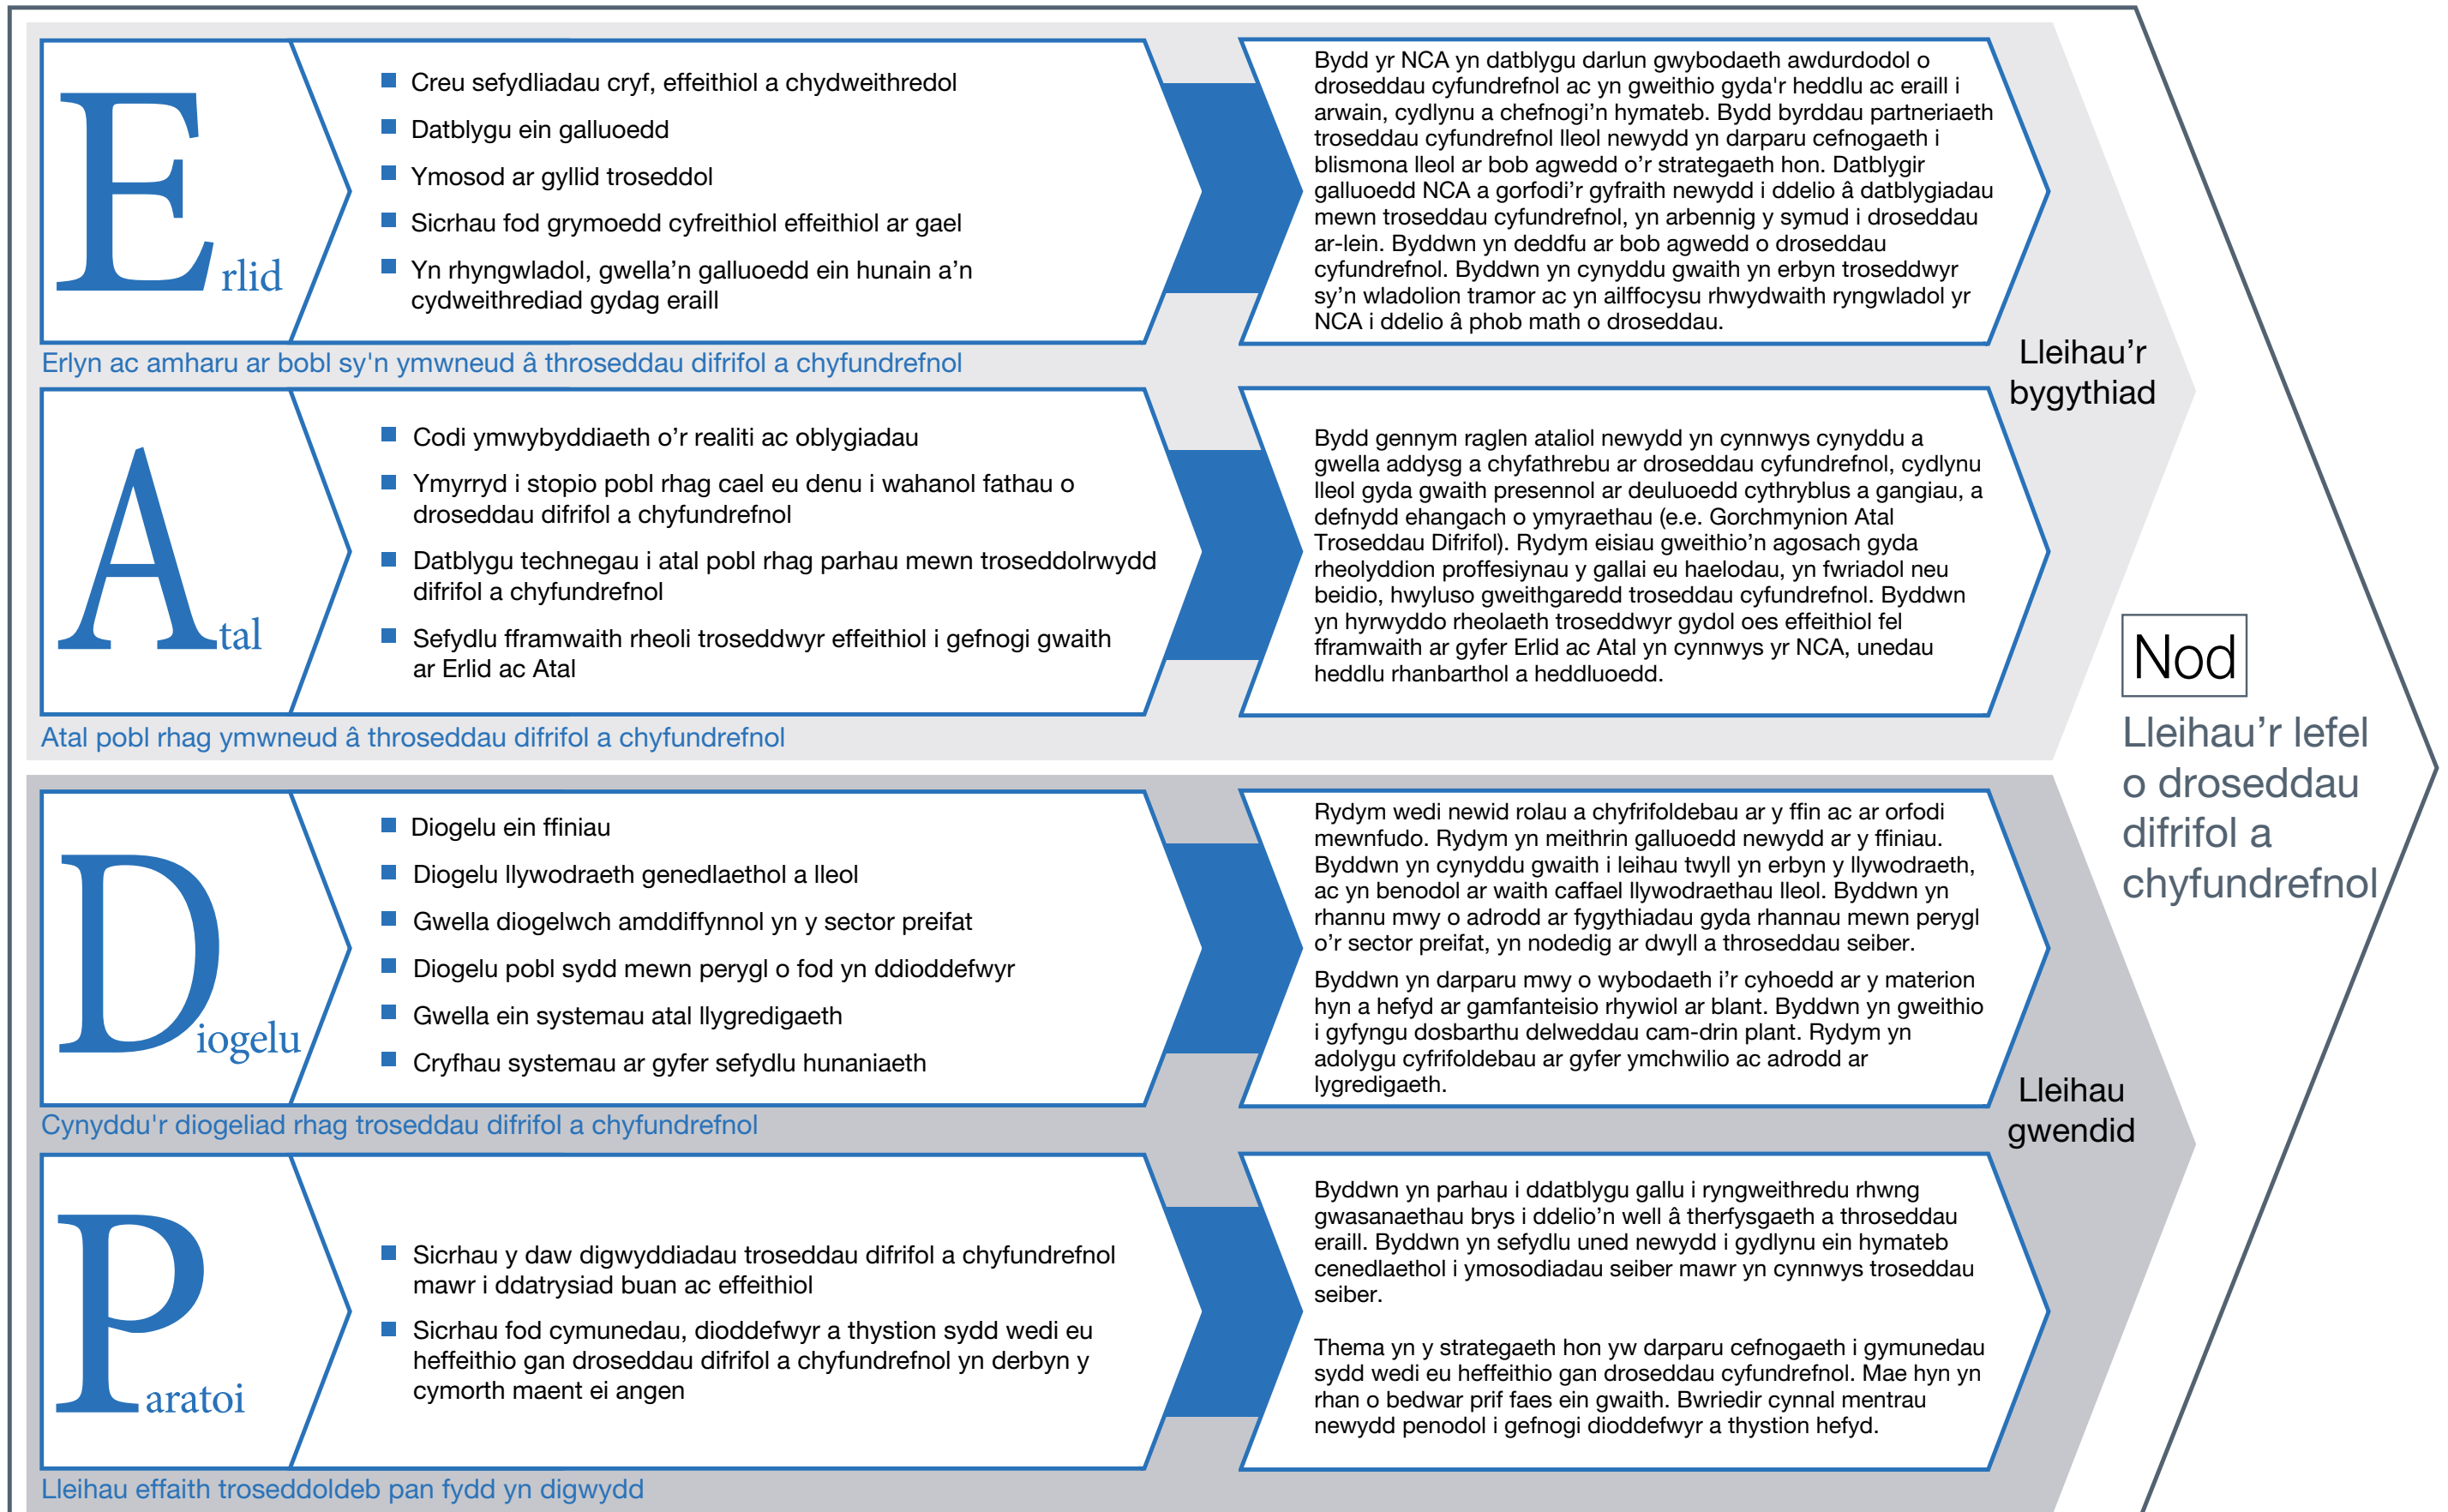 Erlid
Creu sefydliadau cryf, effeithiol a chydweithredol
Datblygu ein galluoedd
Ymosod ar gyllid troseddol
Sicrhau fod grymoedd cyfreithiol effeithiol ar gael
Yn rhyngwladol, gwella’n galluoedd ein hunain a’n
cydweithrediad gydag eraill
Bydd yr NCA yn datblygu darlun gwybodaeth awdurdodol o
droseddau cyfundrefnol ac yn gweithio gyda'r heddlu ac eraill i
arwain, cydlynu a chefnogi’n hymateb. Bydd byrddau partneriaeth
troseddau cyfundrefnol lleol newydd yn darparu cefnogaeth i
blismona lleol ar bob agwedd o’r strategaeth hon. Datblygir
galluoedd NCA a gorfodi’r gyfraith newydd i ddelio â datblygiadau
mewn troseddau cyfundrefnol, yn arbennig y symud i droseddau
ar-lein. Byddwn yn deddfu ar bob agwedd o droseddau
cyfundrefnol. Byddwn yn cynyddu gwaith yn erbyn troseddwyr
sy’n wladolion tramor ac yn ailffocysu rhwydwaith ryngwladol yr
NCA i ddelio â phob math o droseddau.
Erlyn ac amharu ar bobl sy'n ymwneud â throseddau difrifol a chyfundrefnol
Lleihau’r
bygythiad
Atal
Codi ymwybyddiaeth o’r realiti ac oblygiadau
Ymyrryd i stopio pobl rhag cael eu denu i wahanol fathau o
droseddau difrifol a chyfundrefnol
Datblygu technegau i atal pobl rhag parhau mewn troseddolrwydd
difrifol a chyfundrefnol
Sefydlu fframwaith rheoli troseddwyr effeithiol i gefnogi gwaith
ar Erlid ac Atal
Bydd gennym raglen ataliol newydd yn cynnwys cynyddu a
gwella addysg a chyfathrebu ar droseddau cyfundrefnol, cydlynu
lleol gyda gwaith presennol ar deuluoedd cythryblus a gangiau, a
defnydd ehangach o ymyraethau (e.e. Gorchmynion Atal
Troseddau Difrifol). Rydym eisiau gweithio’n agosach gyda
rheolyddion proffesiynau y gallai eu haelodau, yn fwriadol neu
beidio, hwyluso gweithgaredd troseddau cyfundrefnol. Byddwn
yn hyrwyddo rheolaeth troseddwyr gydol oes effeithiol fel
fframwaith ar gyfer Erlid ac Atal yn cynnwys yr NCA, unedau
heddlu rhanbarthol a heddluoedd.
Atal pobl rhag ymwneud â throseddau difrifol a chyfundrefnol
Nod
Lleihau’r lefel
o droseddau
difrifol a
chyfundrefnol
Diogelu
Diogelu ein ffiniau
Diogelu llywodraeth genedlaethol a lleol
Gwella diogelwch amddiffynnol yn y sector preifat
Diogelu pobl sydd mewn perygl o fod yn ddioddefwyr
Gwella ein systemau atal llygredigaeth
Cryfhau systemau ar gyfer sefydlu hunaniaeth
Rydym wedi newid rolau a chyfrifoldebau ar y ffin ac ar orfodi
mewnfudo. Rydym yn meithrin galluoedd newydd ar y ffiniau.
Byddwn yn cynyddu gwaith i leihau twyll yn erbyn y llywodraeth,
ac yn benodol ar waith caffael llywodraethau lleol. Byddwn yn
rhannu mwy o adrodd ar fygythiadau gyda rhannau mewn perygl
o’r sector preifat, yn nodedig ar dwyll a throseddau seiber.
Byddwn yn darparu mwy o wybodaeth i’r cyhoedd ar y materion
hyn a hefyd ar gamfanteisio rhywiol ar blant. Byddwn yn gweithio
i gyfyngu dosbarthu delweddau cam-drin plant. Rydym yn
adolygu cyfrifoldebau ar gyfer ymchwilio ac adrodd ar
lygredigaeth.
Cynyddu'r diogeliad rhag troseddau difrifol a chyfundrefnol
Lleihau
gwendid
Paratoi
Sicrhau y daw digwyddiadau troseddau difrifol a chyfundrefnol
mawr i ddatrysiad buan ac effeithiol
Sicrhau fod cymunedau, dioddefwyr a thystion sydd wedi eu
heffeithio gan droseddau difrifol a chyfundrefnol yn derbyn y
cymorth maent ei angen
Byddwn yn parhau i ddatblygu gallu i ryngweithredu rhwng
gwasanaethau brys i ddelio’n well â therfysgaeth a throseddau
eraill. Byddwn yn sefydlu uned newydd i gydlynu ein hymateb
cenedlaethol i ymosodiadau seiber mawr yn cynnwys troseddau
seiber.
Thema yn y strategaeth hon yw darparu cefnogaeth i gymunedau
sydd wedi eu heffeithio gan droseddau cyfundrefnol. Mae hyn yn
rhan o bedwar prif faes ein gwaith. Bwriedir cynnal mentrau
newydd penodol i gefnogi dioddefwyr a thystion hefyd.
Lleihau effaith troseddoldeb pan fydd yn digwydd